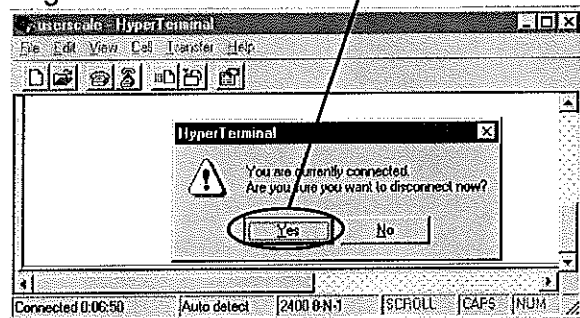 userscale - HyperTerminal
File Edit View Call Transfer Help
HyperTerminal
You are currently connected.
Are you sure you want to disconnect now?
Yes No
Connected 0:06:50 Auto detect 2400 8-N-1 SCROLL CAPS NUM